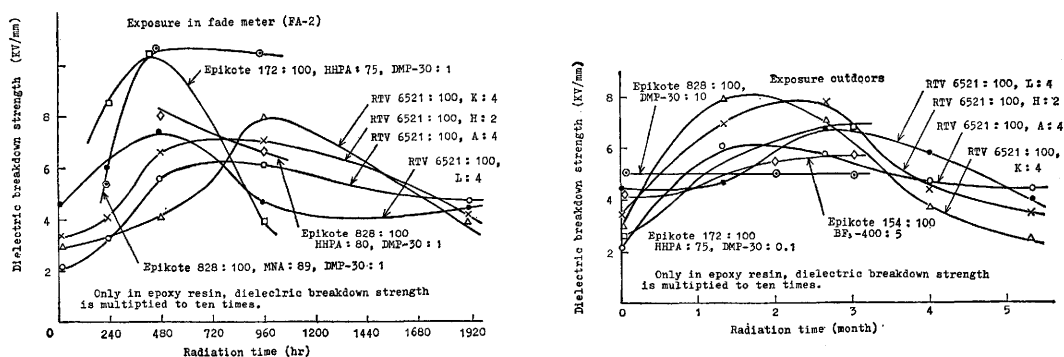 Exposure in fade meter (FA-2)
Dielectric breakdown strength (KV/mm)
Epikote 172:100, HHPA:75, DMP-30:1
RTV 6521:100, K:4
RTV 6521:100, H:2
RTV 6521:100, A:4
RTV 6521:100,
L:4
Epikote 828:100
HHPA:80, DMP-30:1
Epikote 828:100, MNA:89, DMP-30:1
Only in epoxy resin, dielelric breakdown strength
is multiptied to ten times.
8
6
4
2
0 240 480 720 960 1200 1440 1680 1920
Radiation time (hr)
Dielectric breakdown strength (KV/mm)
Epikote 828:100,
DMP-30:10
Exposure outdoors
RTV 6521:100, L:4
RTV 6521:100, H:2
RTV 6521:100, A:4
RTV 6521:100,
K:4
Epikote 154:100
BF₃-400:5
Epikote 172:100
HHPA:75, DMP-30:0.1
Only in epoxy resin, dielectric breakdown strength
is multiptied to ten times.
8
6
4
2
0 1 2 3 4 5
Radiation time (month)